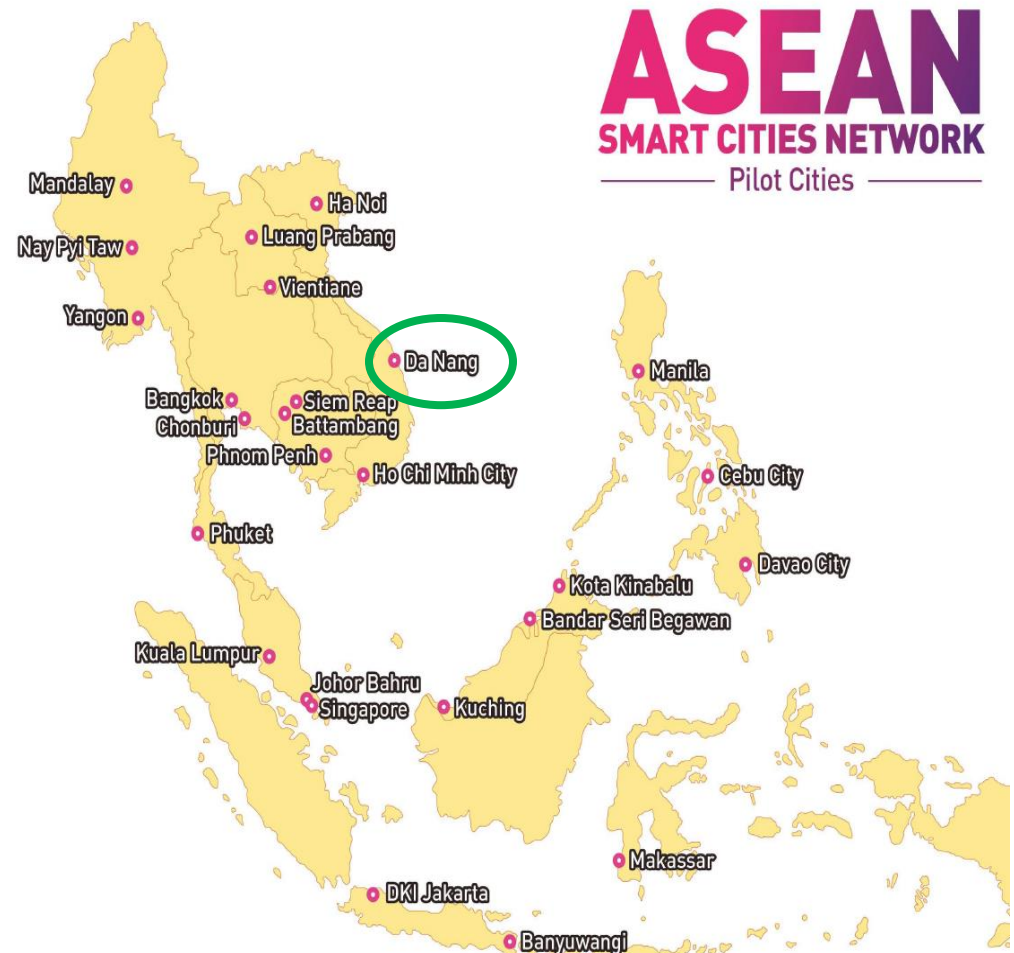 ASEAN
SMART CITIES NETWORK
Pilot Cities
Mandalay
Ha Noi
Luang Prabang
Nay Pyi Taw
Vientiane
Yangon
Da Nang
Manila
Bangkok
Siem Reap
Chonburi
Battambang
Phnom Penh
Ho Chi Minh City
Cebu City
Phuket
Davao City
Kota Kinabalu
Bandar Seri Begawan
Kuala Lumpur
Johor Bahru
Singapore
Kuching
Makassar
DKI Jakarta
Banyuwangi